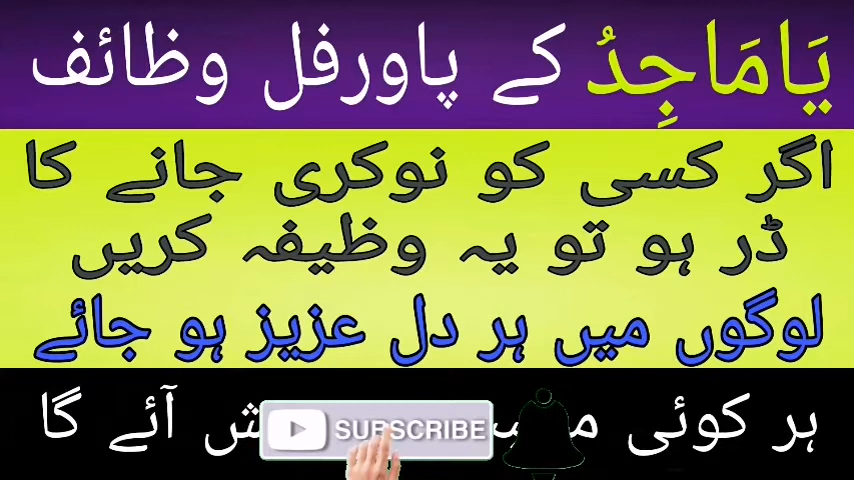 یَامَاجِدُ کے پاورفل وظائف
اگر کسی کو نوکری جانے کا
ڈر ہو تو یہ وظیفہ کریں
لوگوں میں ہر دل عزیز ہو جائے
ہر کوئی آئے گا
SUBSCRIBE